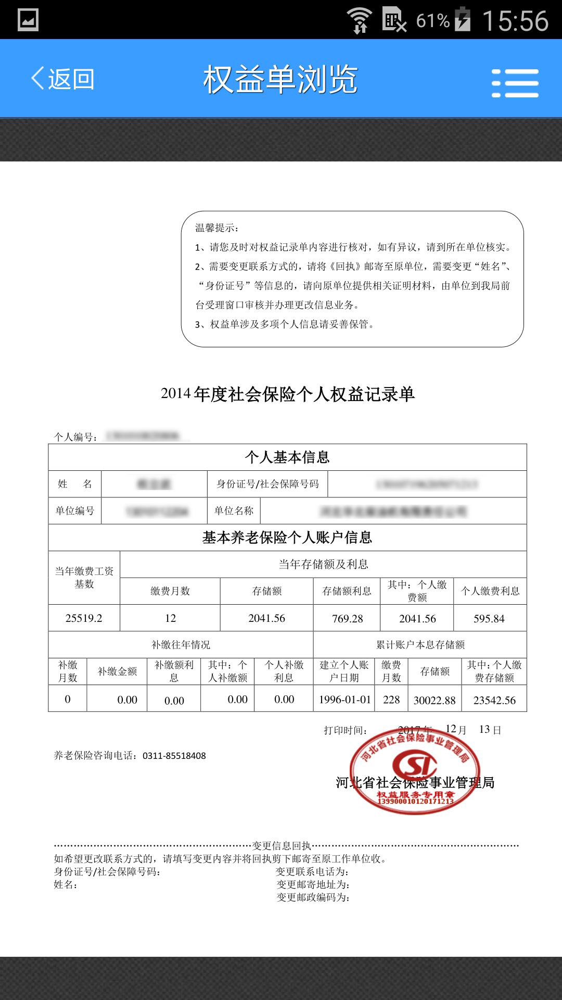 61% 15:56
返回 权益单浏览
温馨提示：
1、请您及时对权益记录单内容进行核对，如有异议，请到所在单位核实。
2、需要变更联系方式的，请将《回执》邮寄至原单位，需要变更“姓名”、
“身份证号”等信息的，请向原单位提供相关证明材料，由单位到我局前
台受理窗口审核并办理更改信息业务。
3、权益单涉及多项个人信息请妥善保管。
2014年度社会保险个人权益记录单
个人编号：
个人基本信息
姓 名 身份证号/社会保障号码
单位编号 单位名称
基本养老保险个人账户信息
当年缴费工资基数 当年存储额及利息
缴费月数 存储额 存储额利息 其中：个人缴费额 个人缴费利息
25519.2 12 2041.56 769.28 2041.56 595.84
补缴往年情况 累计账户本息存储额
补缴月数 补缴金额 补缴额利息 其中：个人补缴额 个人补缴利息 建立个人账户日期 缴费月数 存储额 其中:个人缴费存储额
0 0.00 0.00 0.00 0.00 1996-01-01 228 30022.88 23542.56
打印时间： 2017年 12月 13日
养老保险咨询电话：0311-85518408
河北省社会保险事业管理局
河北省社会保险事业管理局
权益服务专用章
139900010120171213
变更信息回执
如希望更改联系方式的，请填写变更内容并将回执剪下邮寄至原工作单位收。
身份证号/社会保障号码： 变更联系电话为：
姓名： 变更邮寄地址为：
变更邮政编码为：